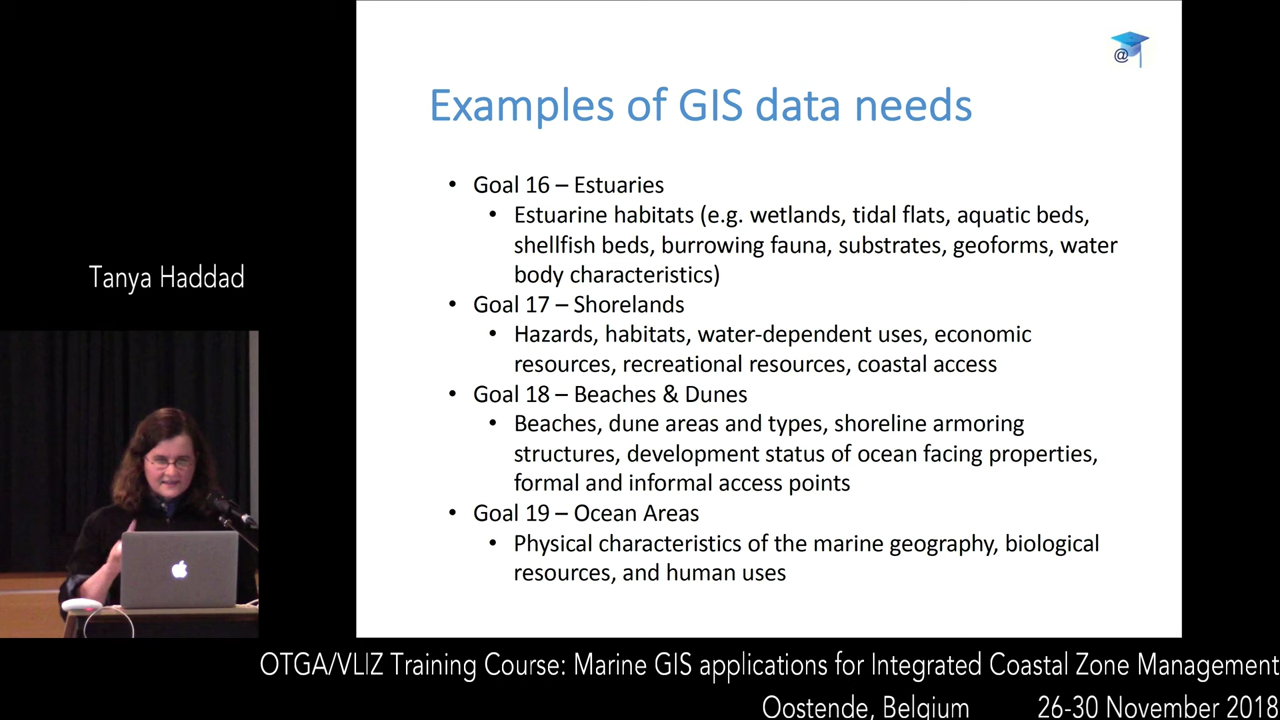 @
Examples of GIS data needs
• Goal 16 – Estuaries
• Estuarine habitats (e.g. wetlands, tidal flats, aquatic beds,
shellfish beds, burrowing fauna, substrates, geoforms, water
body characteristics)
• Goal 17 – Shorelands
• Hazards, habitats, water-dependent uses, economic
resources, recreational resources, coastal access
• Goal 18 – Beaches & Dunes
• Beaches, dune areas and types, shoreline armoring
structures, development status of ocean facing properties,
formal and informal access points
• Goal 19 – Ocean Areas
• Physical characteristics of the marine geography, biological
resources, and human uses
Tanya Haddad
OTGA/VLIZ Training Course: Marine GIS applications for Integrated Coastal Zone Management
Oostende, Belgium 26-30 November 2018